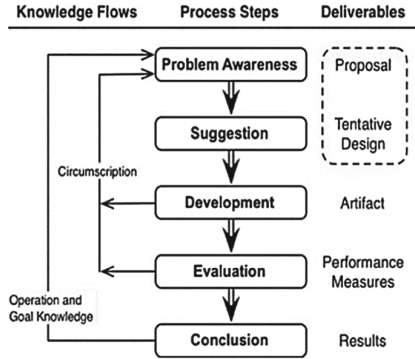 Knowledge Flows Process Steps Deliverables
Problem Awareness Proposal
Suggestion Tentative
Design
Circumscription
Development Artifact
Evaluation Performance
Measures
Operation and
Goal Knowledge
Conclusion Results